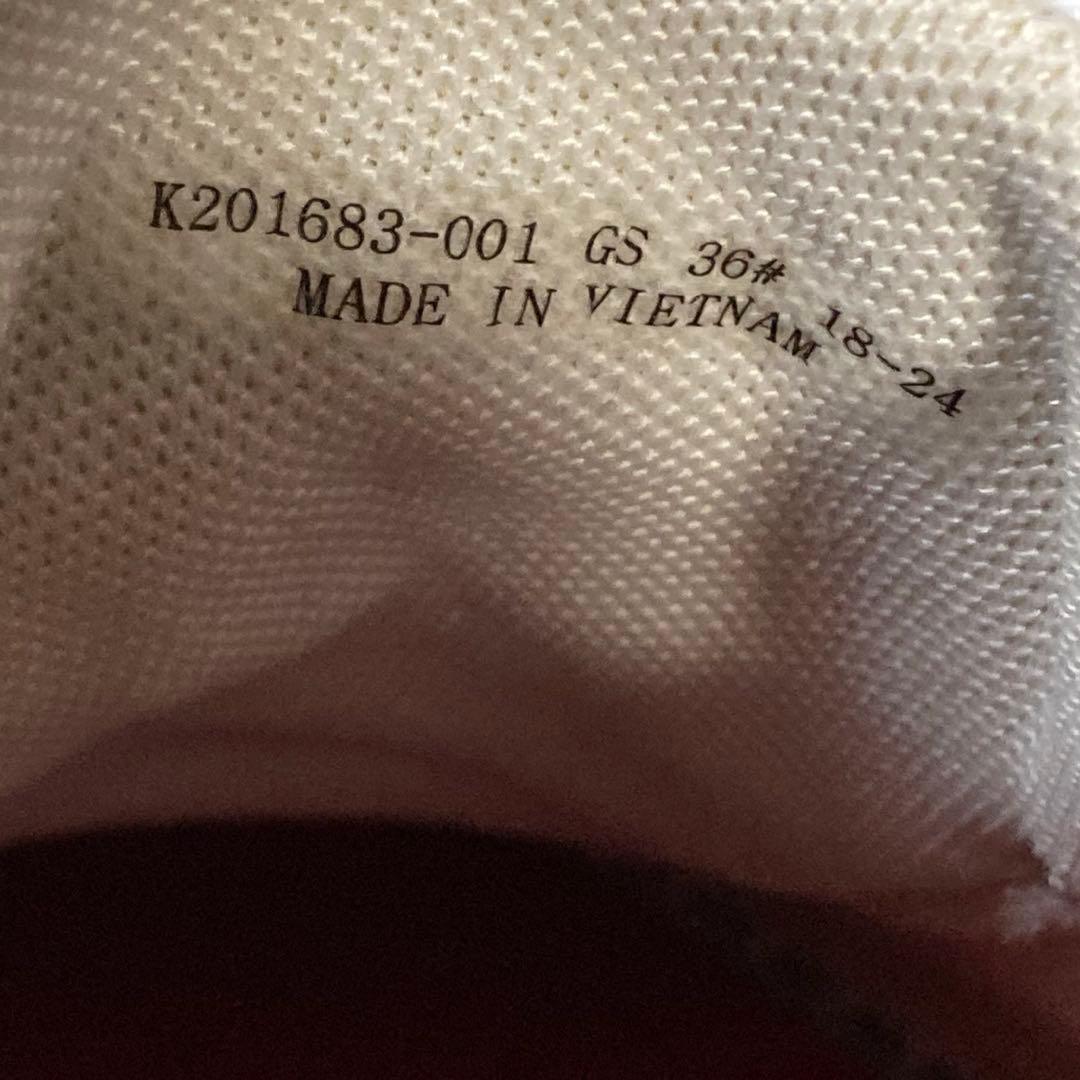 K201683-001 GS 36# 18-24
MADE IN VIETNAM